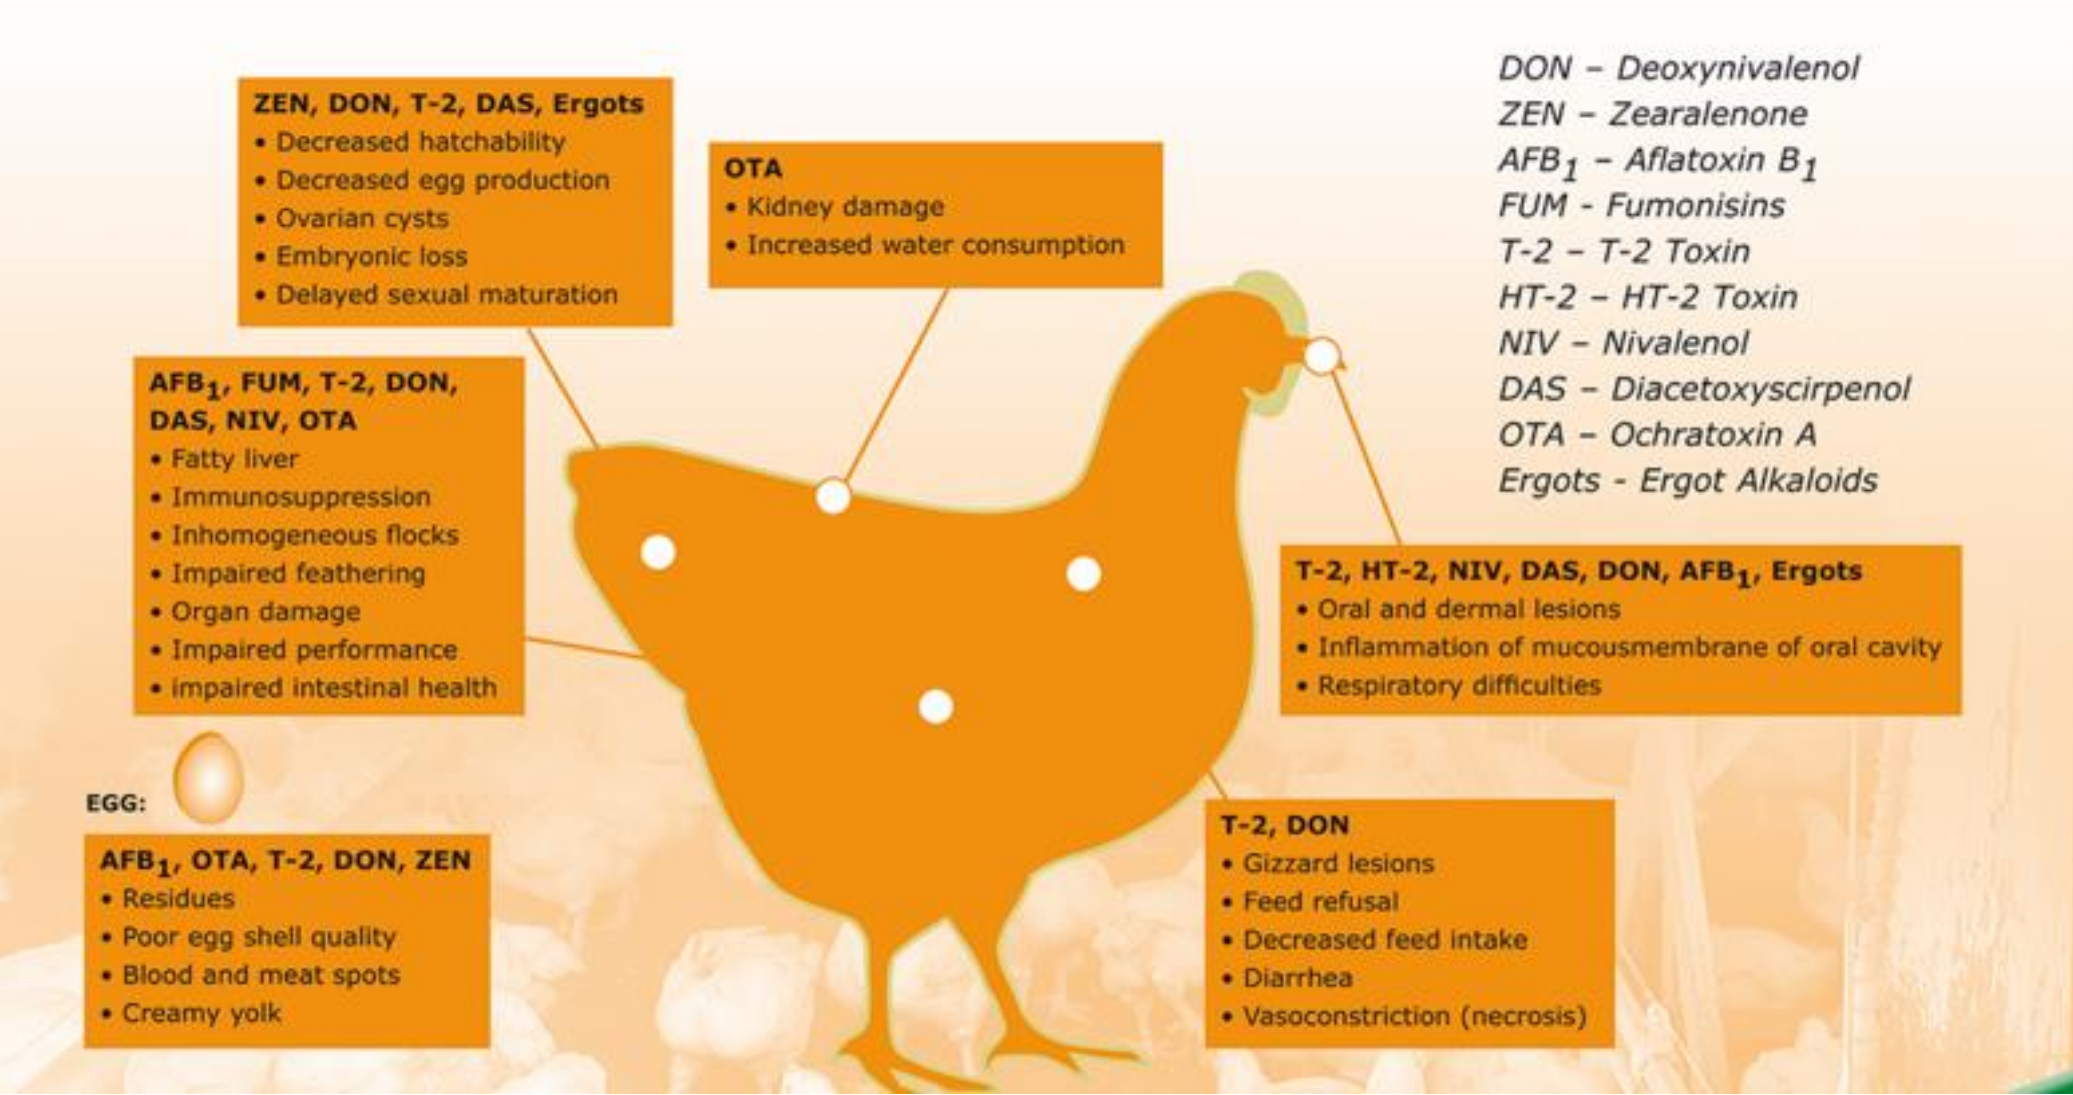 ZEN, DON, T-2, DAS, Ergots
• Decreased hatchability
• Decreased egg production
• Ovarian cysts
• Embryonic loss
• Delayed sexual maturation
OTA
• Kidney damage
• Increased water consumption
DON – Deoxynivalenol
ZEN – Zearalenone
AFB₁ – Aflatoxin B₁
FUM - Fumonisins
T-2 – T-2 Toxin
HT-2 – HT-2 Toxin
NIV – Nivalenol
DAS – Diacetoxyscirpenol
OTA – Ochratoxin A
Ergots - Ergot Alkaloids
AFB₁, FUM, T-2, DON,
DAS, NIV, OTA
• Fatty liver
• Immunosuppression
• Inhomogeneous flocks
• Impaired feathering
• Organ damage
• Impaired performance
• impaired intestinal health
T-2, HT-2, NIV, DAS, DON, AFB₁, Ergots
• Oral and dermal lesions
• Inflammation of mucousmembrane of oral cavity
• Respiratory difficulties
EGG:
AFB₁, OTA, T-2, DON, ZEN
• Residues
• Poor egg shell quality
• Blood and meat spots
• Creamy yolk
T-2, DON
• Gizzard lesions
• Feed refusal
• Decreased feed intake
• Diarrhea
• Vasoconstriction (necrosis)